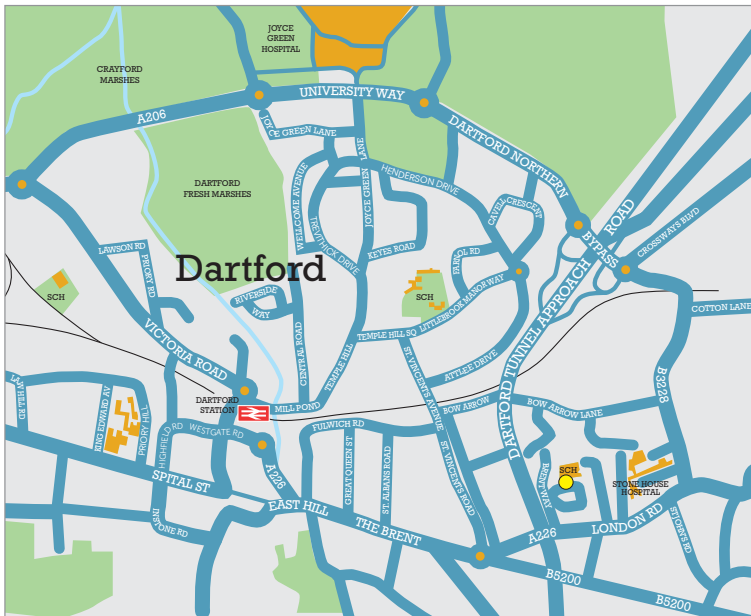 JOYCE
GREEN
HOSPITAL
CRAYFORD
MARSHES
UNIVERSITY WAY
A206
JOYCE GREEN LANE
DARTFORD NORTHERN
BYPASS
DARTFORD
FRESH MARSHES
WELLCOME AVENUE
TREVITHICK DRIVE
JOYCE GREEN LANE
HENDERSON DRIVE
CAVELL CRESCENT
ROAD
CROSSWAYS BLVD
LAWSON RD
PRIORY RD
KEYES ROAD
FARNOL RD
Dartford
SCH
RIVERSIDE
WAY
SCH
LITTLEBROOK MANORWAY
DARTFORD TUNNEL APPROACH
COTTON LANE
VICTORIA ROAD
CENTRAL ROAD
TEMPLE HILL
TEMPLE HILL SQ
ST. VINCENTS AVENUE
ATTLEE DRIVE
B3228
DARTFORD
STATION
MILL POND
BOW ARROW
BOW ARROW LANE
KING EDWARD AV
PRIORY HILL
HIGHFIELD RD
WESTGATE RD
FULWICH RD
GREAT QUEEN ST
ST. ALBANS ROAD
ST. VINCENTS ROAD
BRENT WAY
SCH
STONE HOUSE
HOSPITAL
SPITAL ST
A226
EAST HILL
THE BRENT
INSTONE RD
A226
LONDON RD
ST JOHNS RD
B5200
B5200